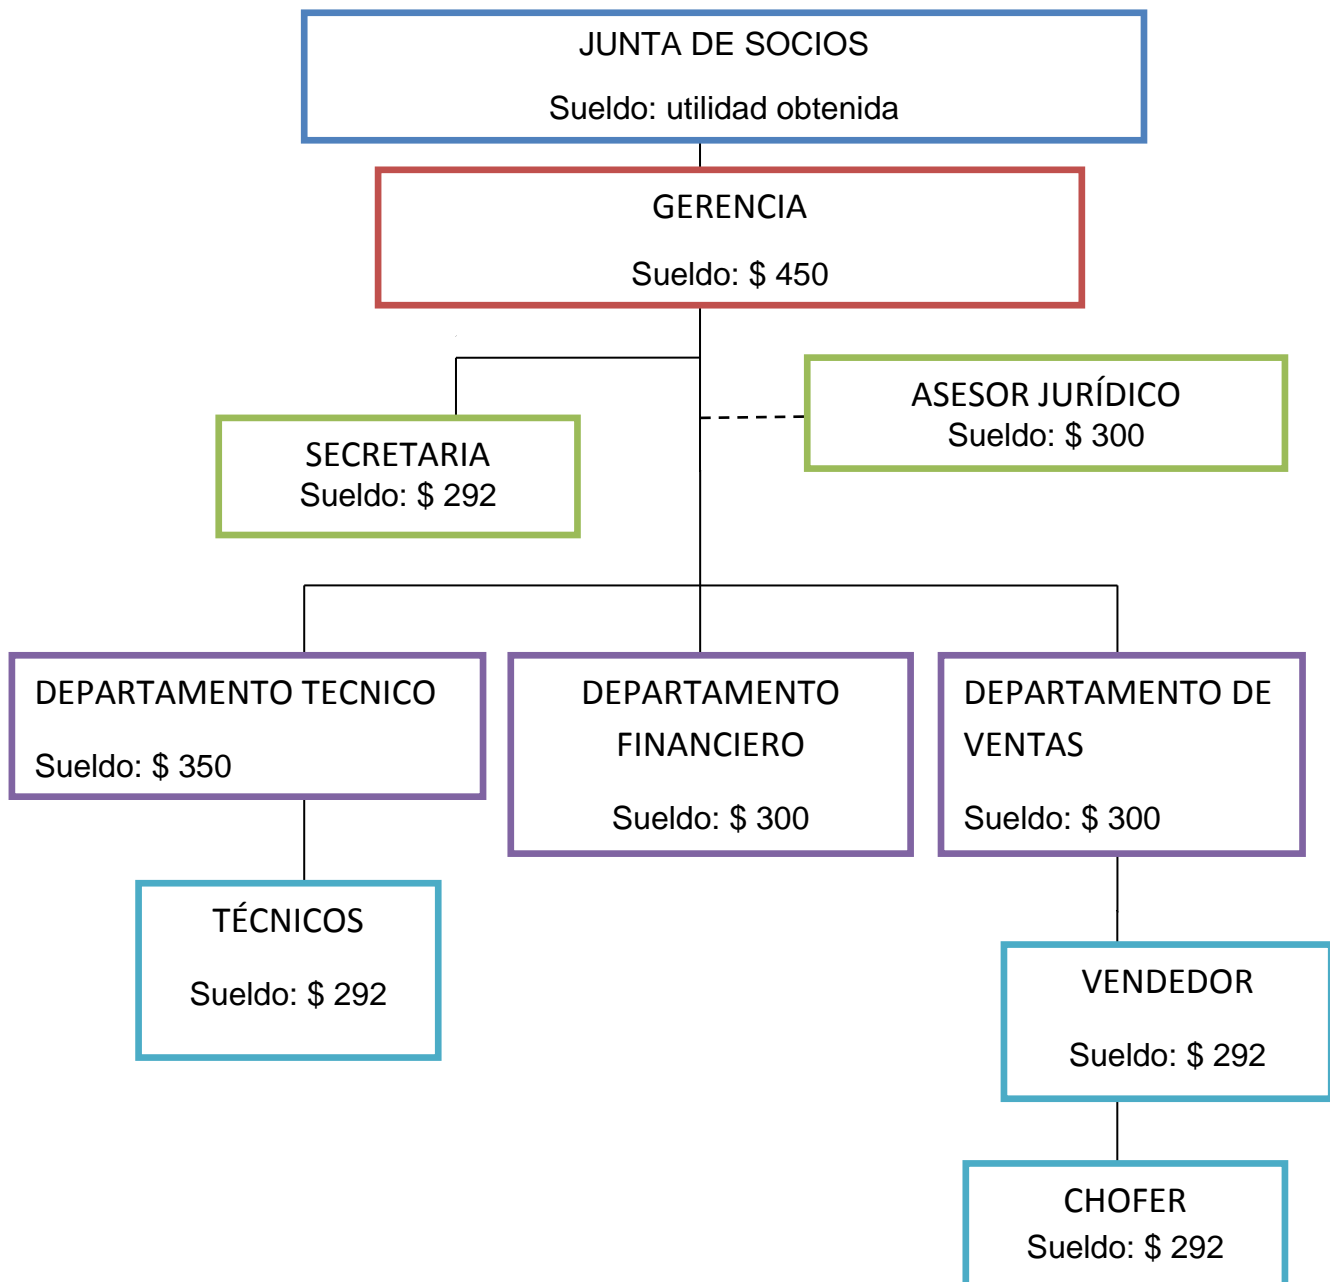 JUNTA DE SOCIOS
Sueldo: utilidad obtenida
GERENCIA
Sueldo: $ 450
ASESOR JURÍDICO
Sueldo: $ 300
SECRETARIA
Sueldo: $ 292
DEPARTAMENTO TECNICO
Sueldo: $ 350
DEPARTAMENTO
FINANCIERO
Sueldo: $ 300
DEPARTAMENTO DE
VENTAS
Sueldo: $ 300
TÉCNICOS
Sueldo: $ 292
VENDEDOR
Sueldo: $ 292
CHOFER
Sueldo: $ 292